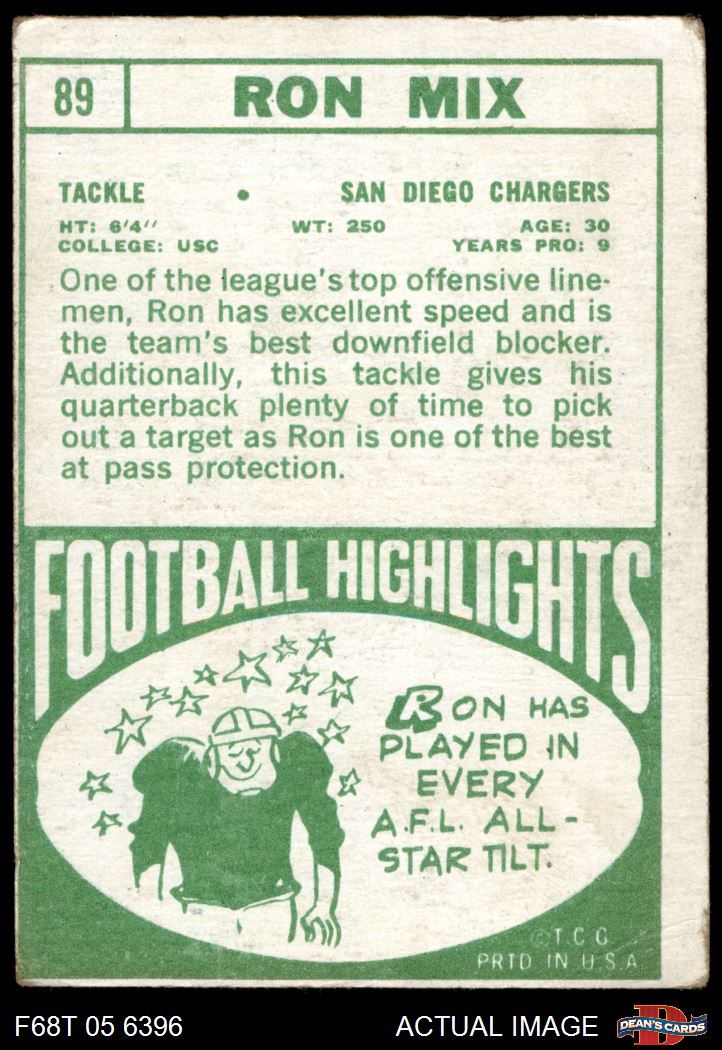 89 RON MIX
TACKLE • SAN DIEGO CHARGERS
HT: 6'4" WT: 250 AGE: 30
COLLEGE: USC YEARS PRO: 9
One of the league's top offensive line-
men, Ron has excellent speed and is
the team's best downfield blocker.
Additionally, this tackle gives his
quarterback plenty of time to pick
out a target as Ron is one of the best
at pass protection.
FOOTBALL HIGHLIGHTS
RON HAS
PLAYED IN
EVERY
A.F.L. ALL-
STAR TILT.
© T.C.G.
PRTD IN U.S.A
F68T 05 6396 ACTUAL IMAGE D DEAN'S CARDS